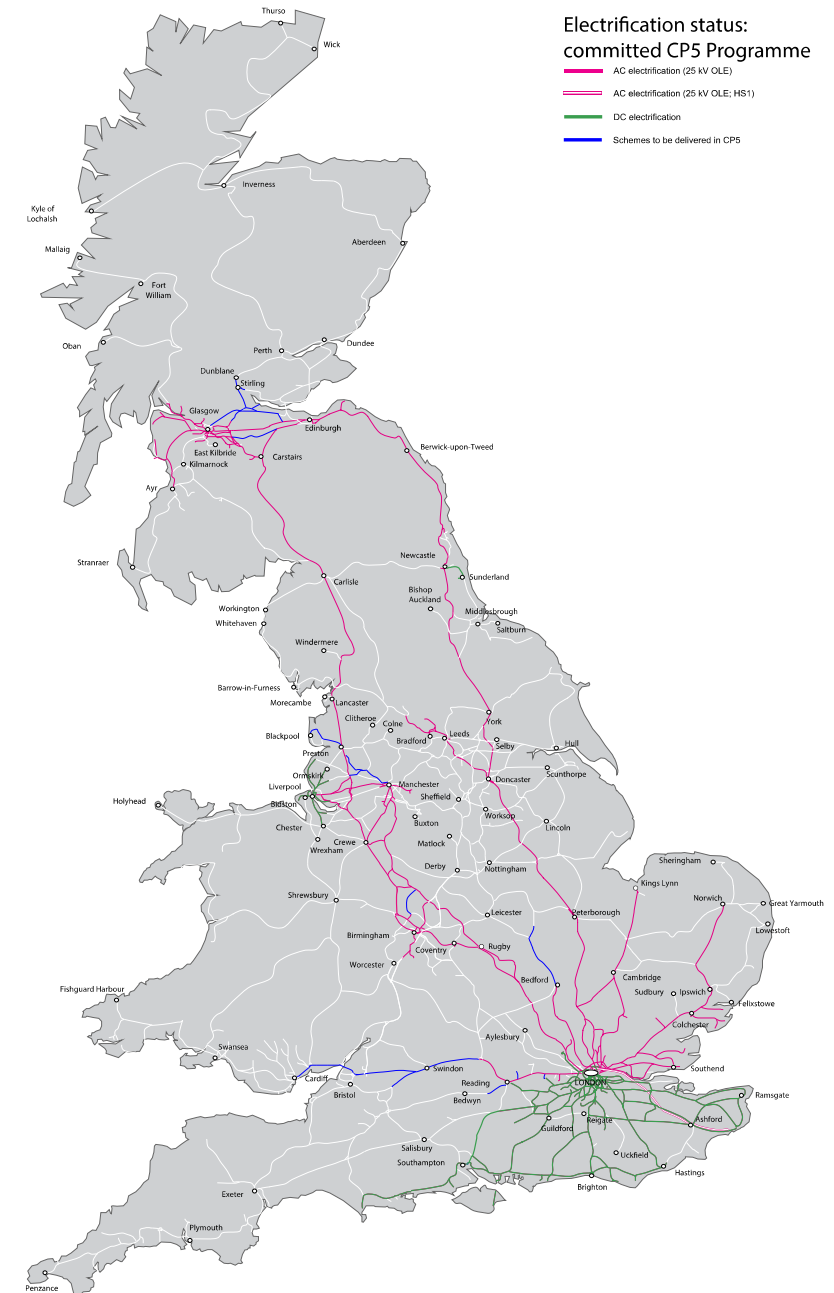 Electrification status:
committed CP5 Programme
AC electrification (25 kV OLE)
AC electrification (25 kV OLE; HS1)
DC electrification
Schemes to be delivered in CP5
Thurso
Wick
Inverness
Kyle of
Lochalsh
Aberdeen
Mallaig
Fort
William
Oban
Perth
Dundee
Dunblane
Stirling
Glasgow
Edinburgh
East Kilbride
Kilmarnock
Carstairs
Berwick-upon-Tweed
Ayr
Stranraer
Newcastle
Sunderland
Carlisle
Bishop
Auckland
Workington
Whitehaven
Middlesbrough
Saltburn
Windermere
Barrow-in-Furness
Morecambe
Lancaster
Clitheroe
Colne
York
Blackpool
Bradford
Leeds
Selby
Hull
Preston
Ormskirk
Liverpool
Manchester
Doncaster
Scunthorpe
Holyhead
Bidston
Sheffield
Buxton
Worksop
Chester
Lincoln
Wrexham
Crewe
Matlock
Derby
Nottingham
Sheringham
Kings Lynn
Shrewsbury
Norwich
Great Yarmouth
Leicester
Peterborough
Lowestoft
Birmingham
Coventry
Rugby
Worcester
Bedford
Cambridge
Sudbury
Ipswich
Fishguard Harbour
Felixstowe
Colchester
Aylesbury
Swansea
Swindon
Southend
Cardiff
Reading
LONDON
Bristol
Bedwyn
Ramsgate
Guildford
Reigate
Ashford
Salisbury
Uckfield
Southampton
Hastings
Brighton
Exeter
Plymouth
Penzance